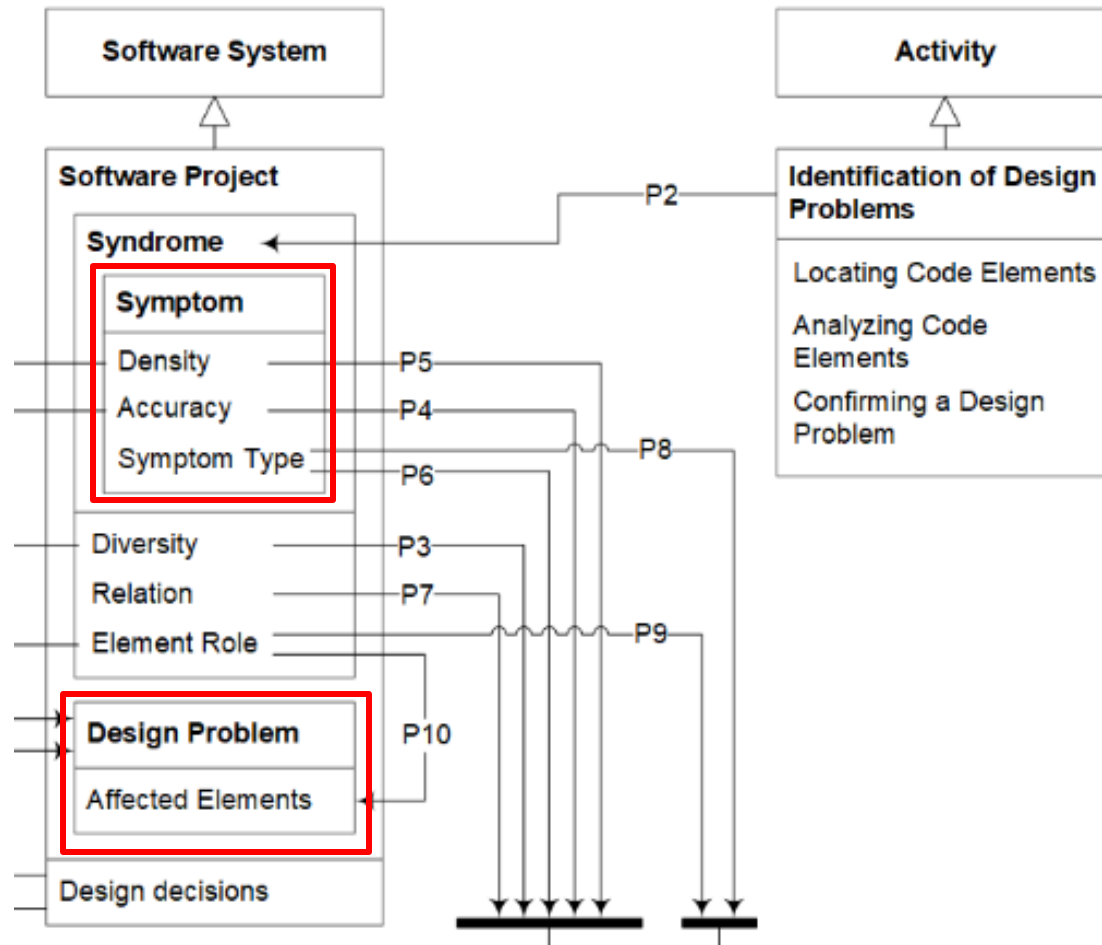 Software System
Activity
Software Project
Identification of Design
Problems
P2
Syndrome
Locating Code Elements
Symptom
Analyzing Code
Elements
Density
P5
Accuracy
P4
Confirming a Design
Problem
Symptom Type
P8
P6
Diversity
P3
Relation
P7
Element Role
P9
Design Problem
P10
Affected Elements
Design decisions